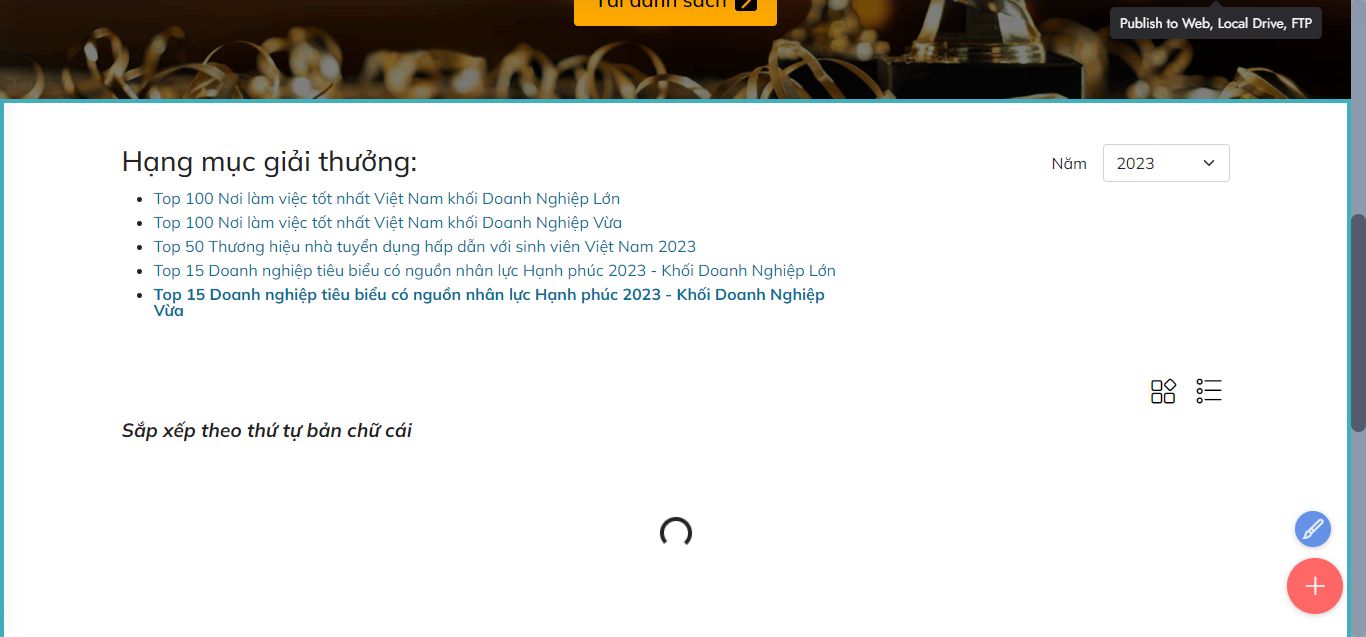 Tải danh sách
Publish to Web, Local Drive, FTP
Hạng mục giải thưởng:
Năm
2023
Top 100 Nơi làm việc tốt nhất Việt Nam khối Doanh Nghiệp Lớn
Top 100 Nơi làm việc tốt nhất Việt Nam khối Doanh Nghiệp Vừa
Top 50 Thương hiệu nhà tuyển dụng hấp dẫn với sinh viên Việt Nam 2023
Top 15 Doanh nghiệp tiêu biểu có nguồn nhân lực Hạnh phúc 2023 - Khối Doanh Nghiệp Lớn
Top 15 Doanh nghiệp tiêu biểu có nguồn nhân lực Hạnh phúc 2023 - Khối Doanh Nghiệp
Vừa
Sắp xếp theo thứ tự bản chữ cái